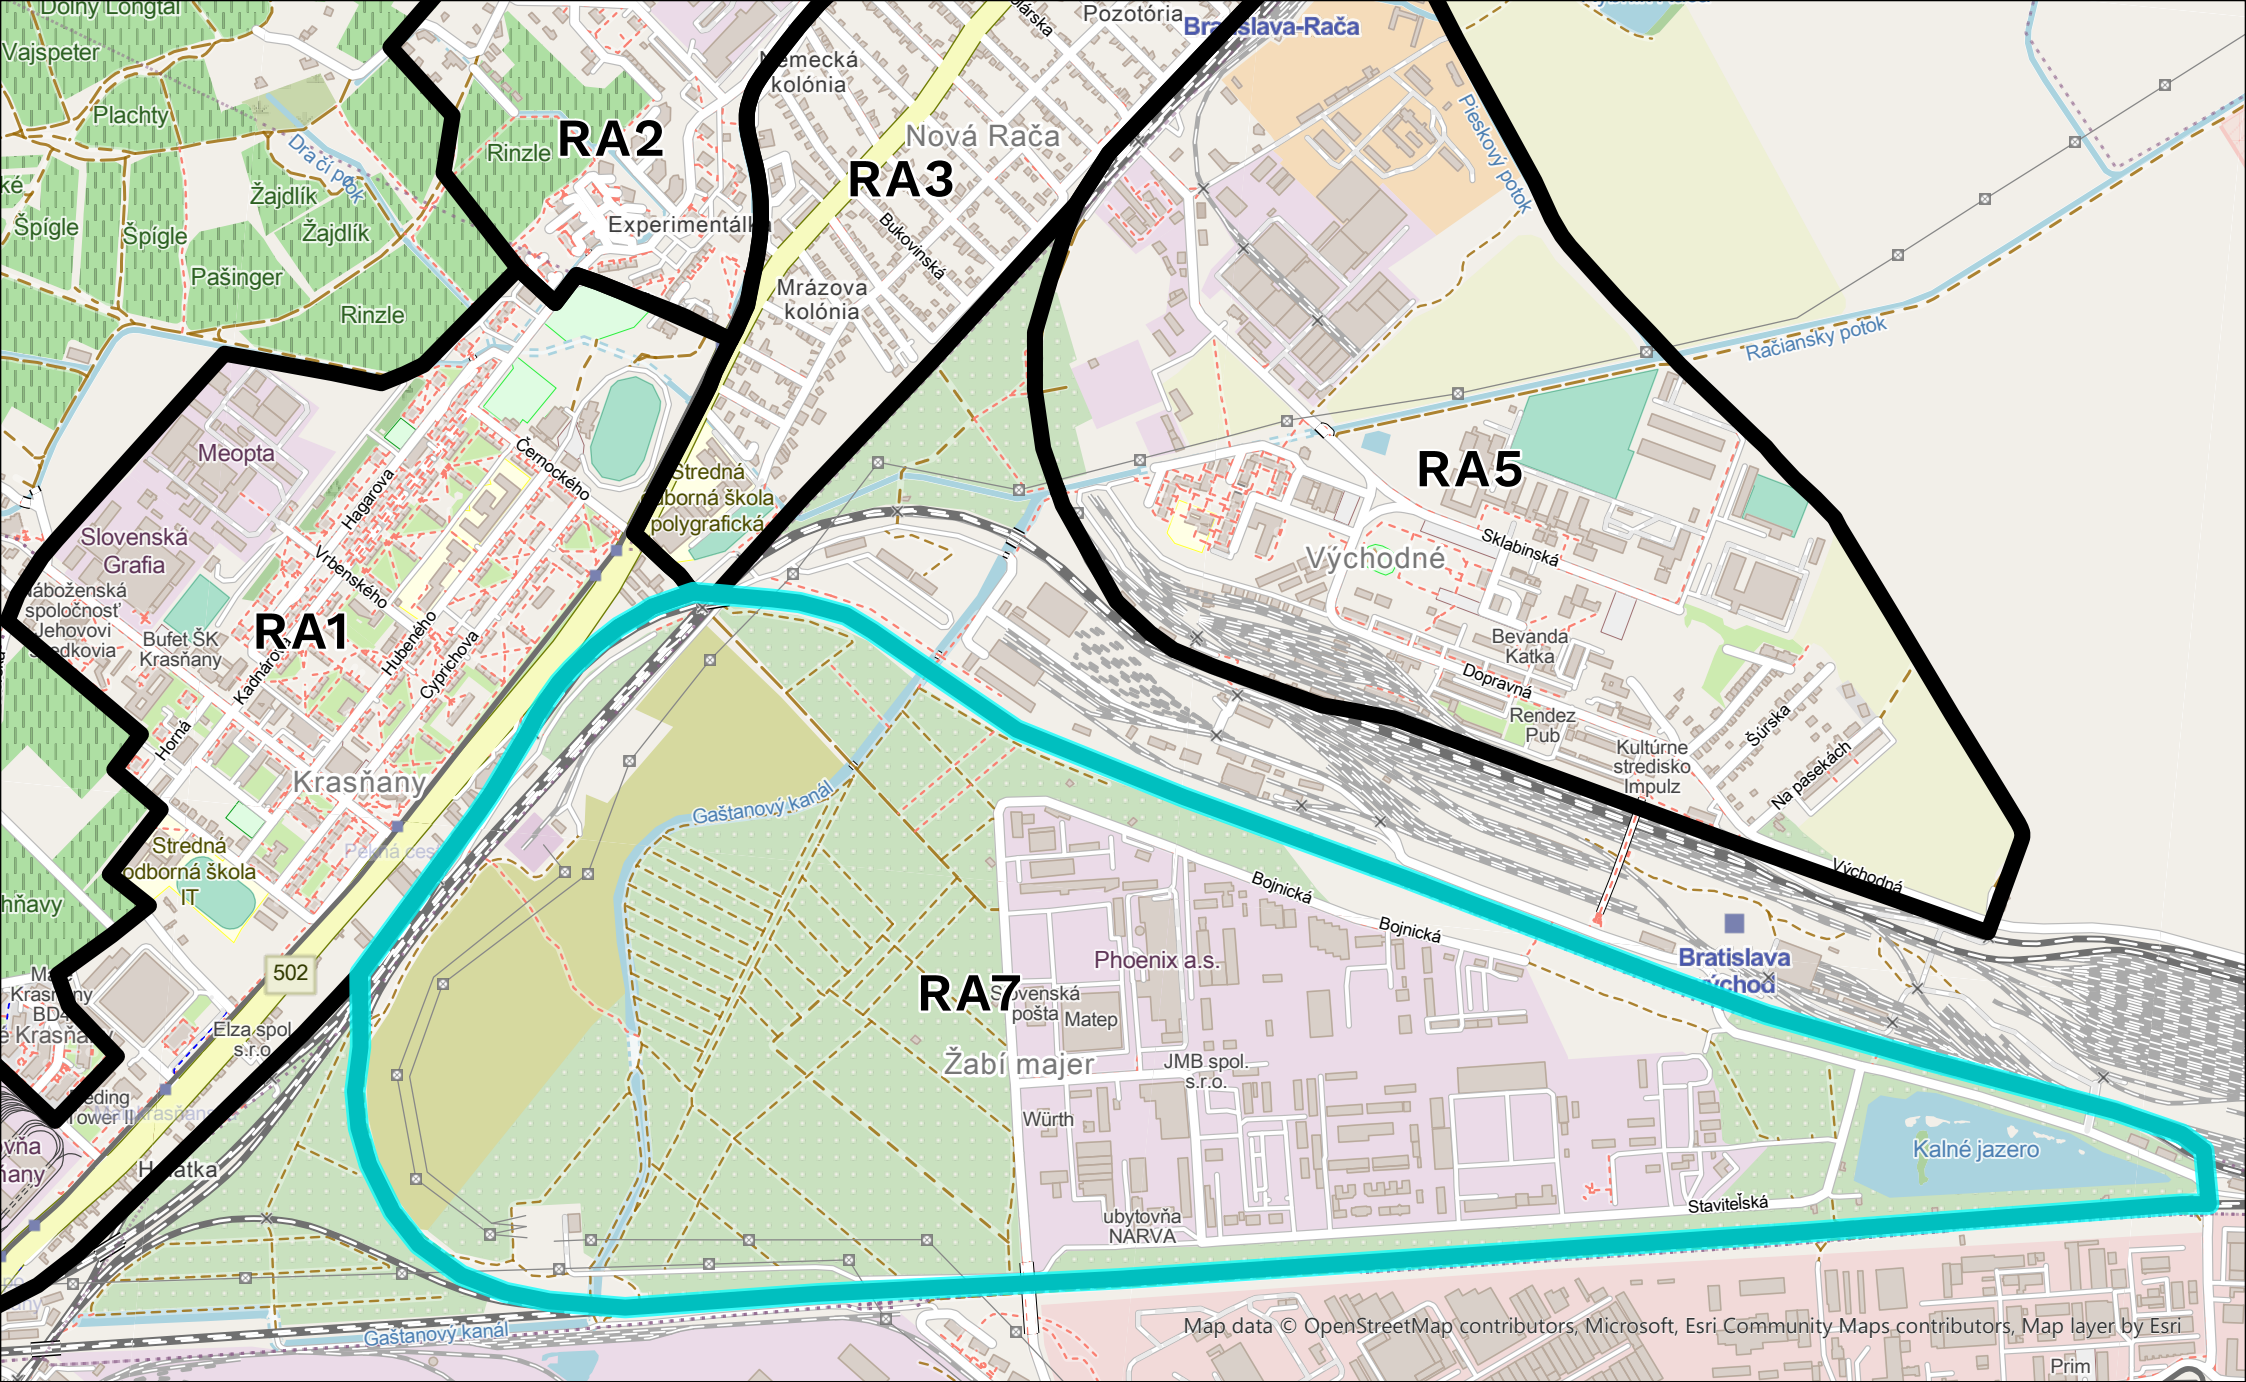 Dolný Longtal
Vajspeter
Plachty
Dračí potok
Rinzle
RA2
Žajdlík
Žajdlík
Špígle
Špígle
Pašinger
Rinzle
Experimentálka
Nemecká
kolónia
Pozotória
Bratislava-Rača
Nová Rača
RA3
Bukovinská
Mrázova
kolónia
Pieskový potok
Račiansky potok
Meopta
Slovenská
Grafia
Hagarova
Černockého
Stredná
odborná škola
polygrafická
Náboženská
spoločnosť
Jehovovi
svedkovia
Vrbenského
RA1
Bufet ŠK
Krasňany
Kadnárova
Hubeného
Cyprichova
Horná
Krasňany
Pekná cesta
Stredná
odborná škola
IT
502
Elza spol.
s.r.o.
RA5
Sklabinská
Východné
Bevanda
Katka
Dopravná
Rendez
Pub
Šúrska
Kultúrne
stredisko
Impulz
Na pasekách
Východná
Gaštanový kanál
Bojnická
Bojnická
Bratislava
východ
Phoenix a.s.
RA7
Slovenská
pošta
Matep
Žabí majer
JMB spol.
s.r.o.
Würth
ubytovňa
NARVA
Staviteľská
Kalné jazero
Gaštanový kanál
Prim
Map data © OpenStreetMap contributors, Microsoft, Esri Community Maps contributors, Map layer by Esri